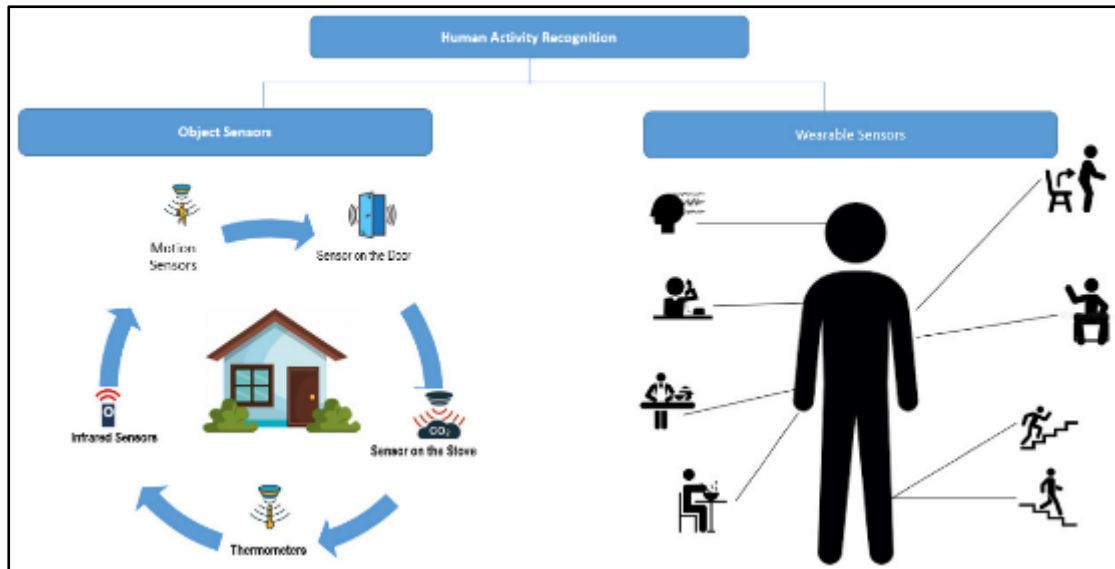 Human Activity Recognition
Object Sensors
Wearable Sensors
Motion
Sensors
Sensor on the Door
Infrared Sensors
CO₂
Sensor on the Stove
Thermometers